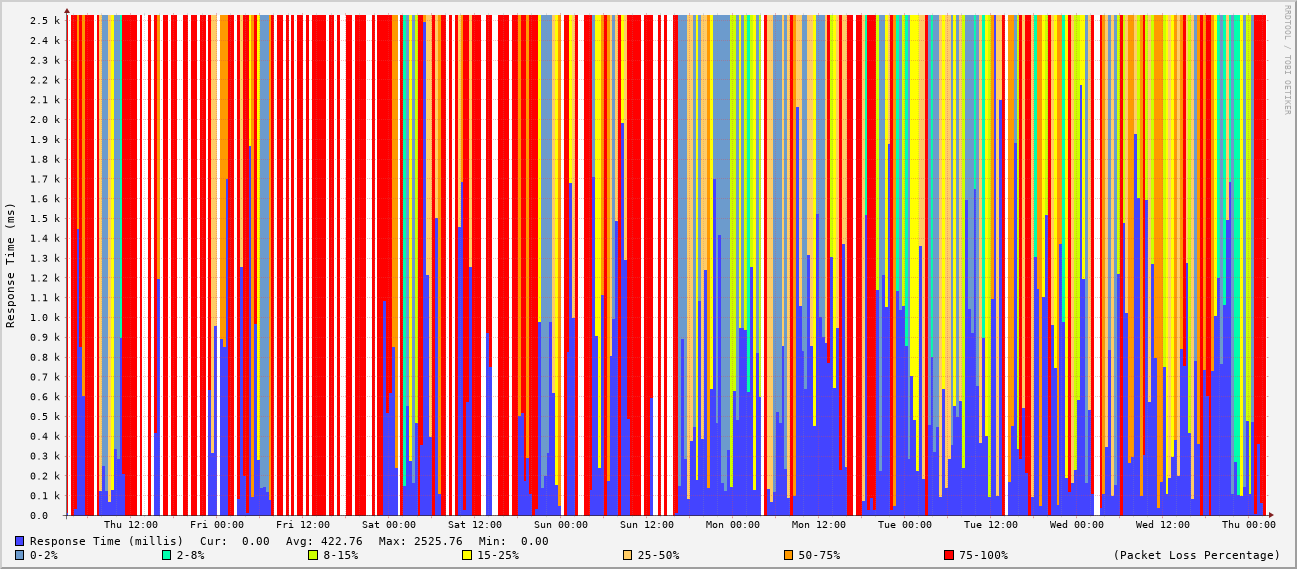 RRDTOOL / TOBI OETIKER
Response Time (ms)
2.5 k
2.4 k
2.3 k
2.2 k
2.1 k
2.0 k
1.9 k
1.8 k
1.7 k
1.6 k
1.5 k
1.4 k
1.3 k
1.2 k
1.1 k
1.0 k
0.9 k
0.8 k
0.7 k
0.6 k
0.5 k
0.4 k
0.3 k
0.2 k
0.1 k
0.0
Thu 12:00 Fri 00:00 Fri 12:00 Sat 00:00 Sat 12:00 Sun 00:00 Sun 12:00 Mon 00:00 Mon 12:00 Tue 00:00 Tue 12:00 Wed 00:00 Wed 12:00 Thu 00:00
Response Time (millis) Cur: 0.00 Avg: 422.76 Max: 2525.76 Min: 0.00
0-2% 2-8% 8-15% 15-25% 25-50% 50-75% 75-100% (Packet Loss Percentage)